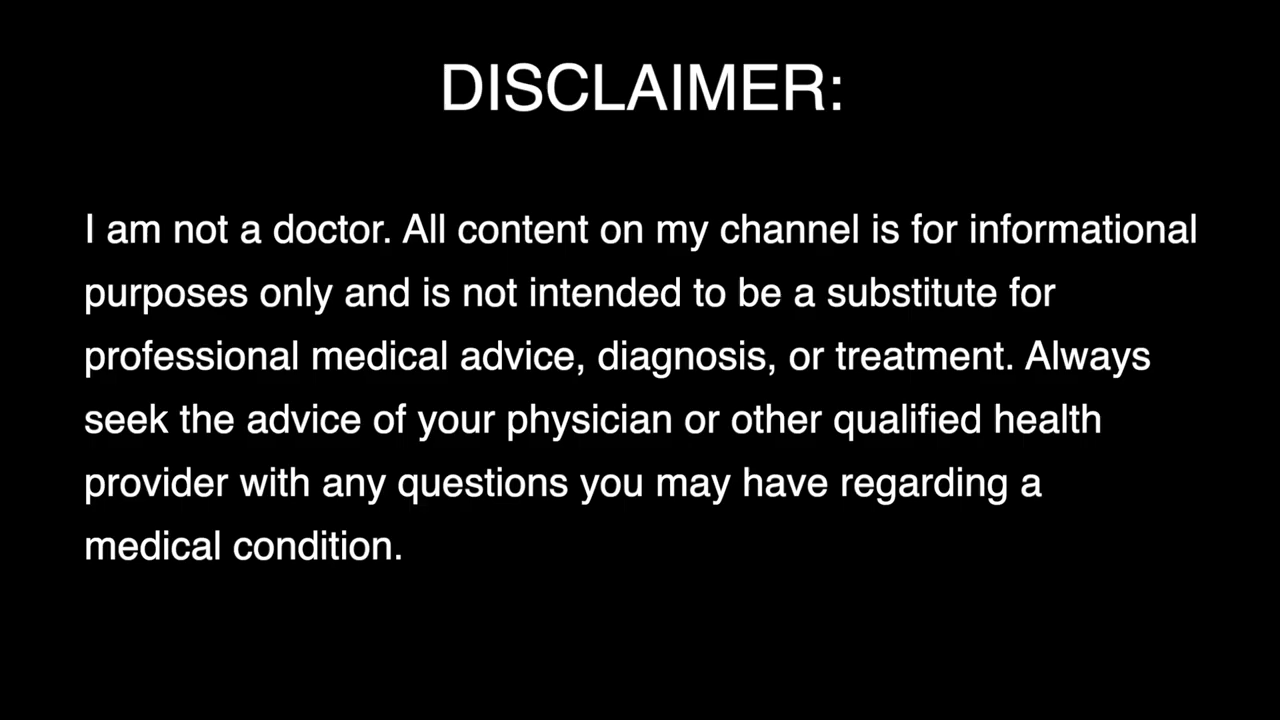 DISCLAIMER:
I am not a doctor. All content on my channel is for informational
purposes only and is not intended to be a substitute for
professional medical advice, diagnosis, or treatment. Always
seek the advice of your physician or other qualified health
provider with any questions you may have regarding a
medical condition.